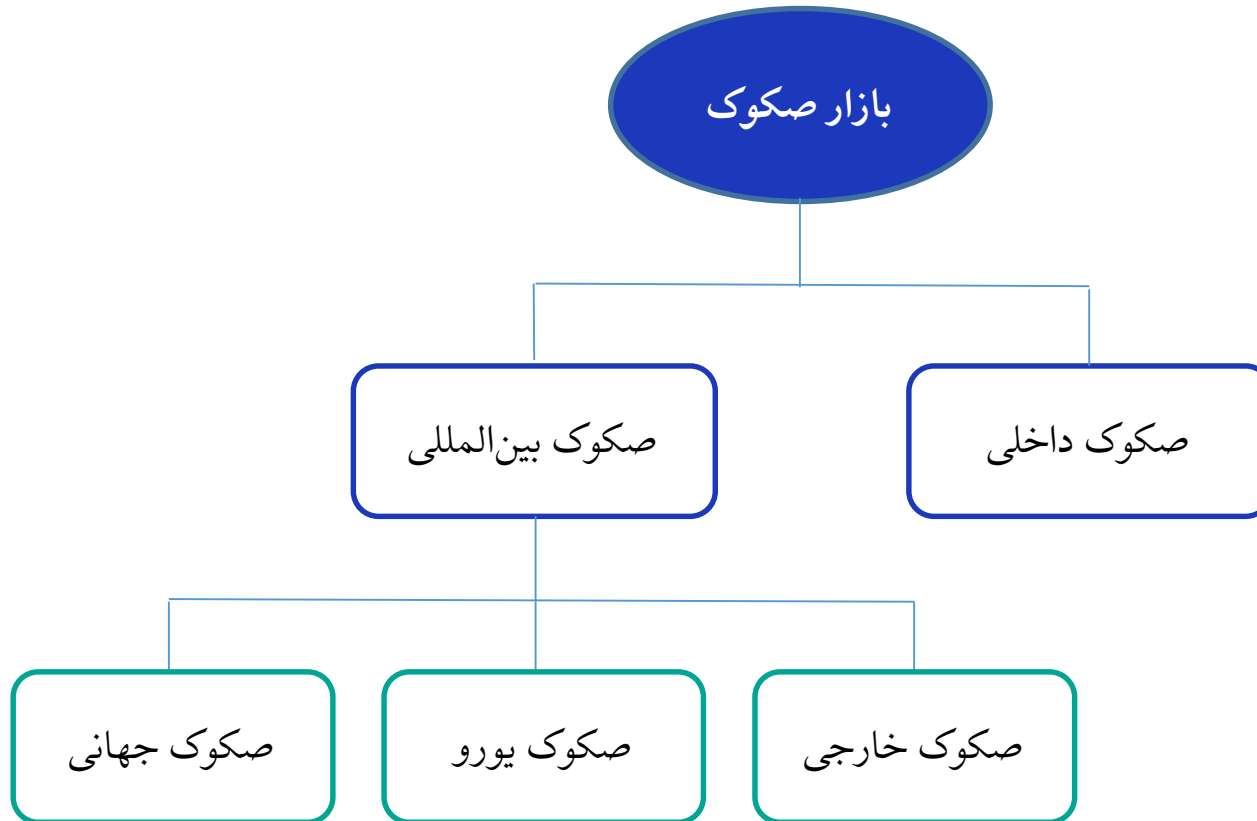 بازار صکوک
صکوک داخلی
صکوک بین‌المللی
صکوک خارجی
صکوک یورو
صکوک جهانی